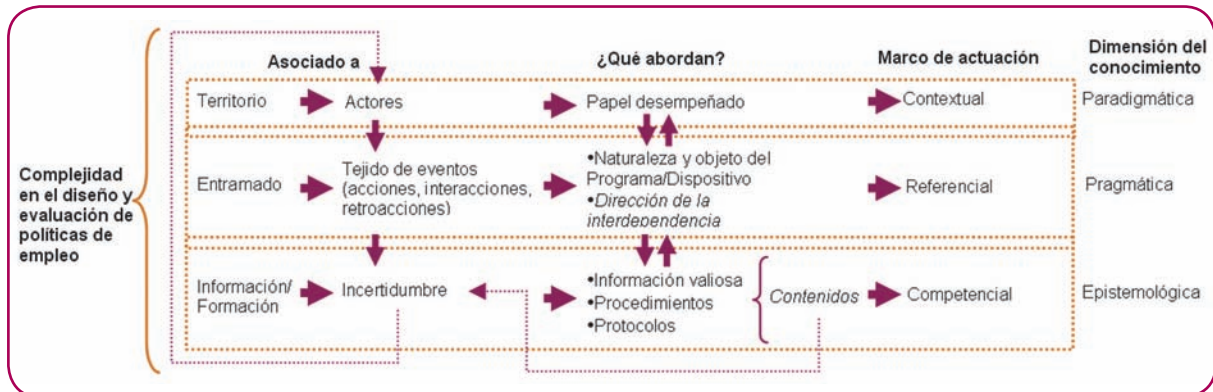 Asociado a
¿Qué abordan?
Marco de actuación
Dimensión del
conocimiento
Complejidad
en el diseño y
evaluación de
políticas de
empleo
Territorio
Actores
Papel desempeñado
Contextual
Paradigmática
Entramado
Tejido de eventos
(acciones, interacciones,
retroacciones)
•Naturaleza y objeto del
Programa/Dispositivo
•Dirección de la
interdependencia
Referencial
Pragmática
Información/
Formación
Incertidumbre
•Información valiosa
•Procedimientos
•Protocolos
Contenidos
Competencial
Epistemológica